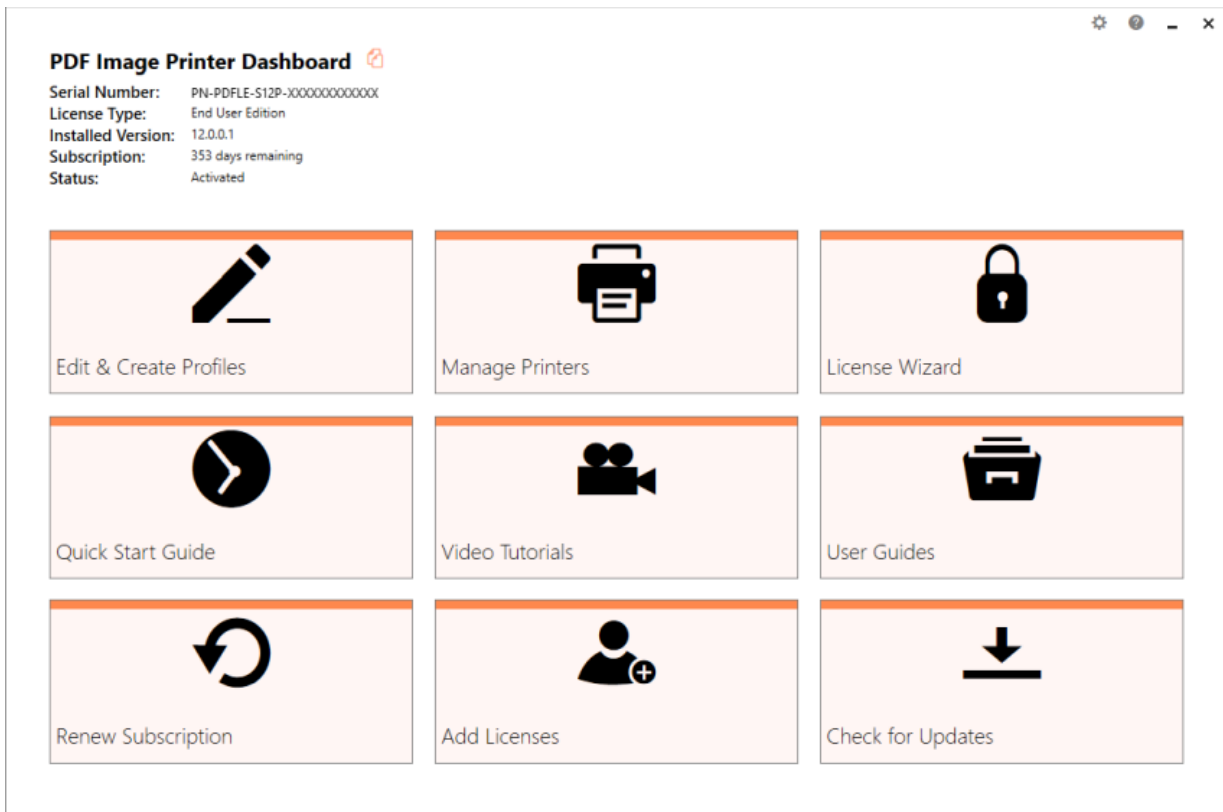 PDF Image Printer Dashboard
Serial Number: PN-PDFLE-S12P-XXXXXXXXXXXX
License Type: End User Edition
Installed Version: 12.0.0.1
Subscription: 353 days remaining
Status: Activated
Edit & Create Profiles
Manage Printers
License Wizard
Quick Start Guide
Video Tutorials
User Guides
Renew Subscription
Add Licenses
Check for Updates